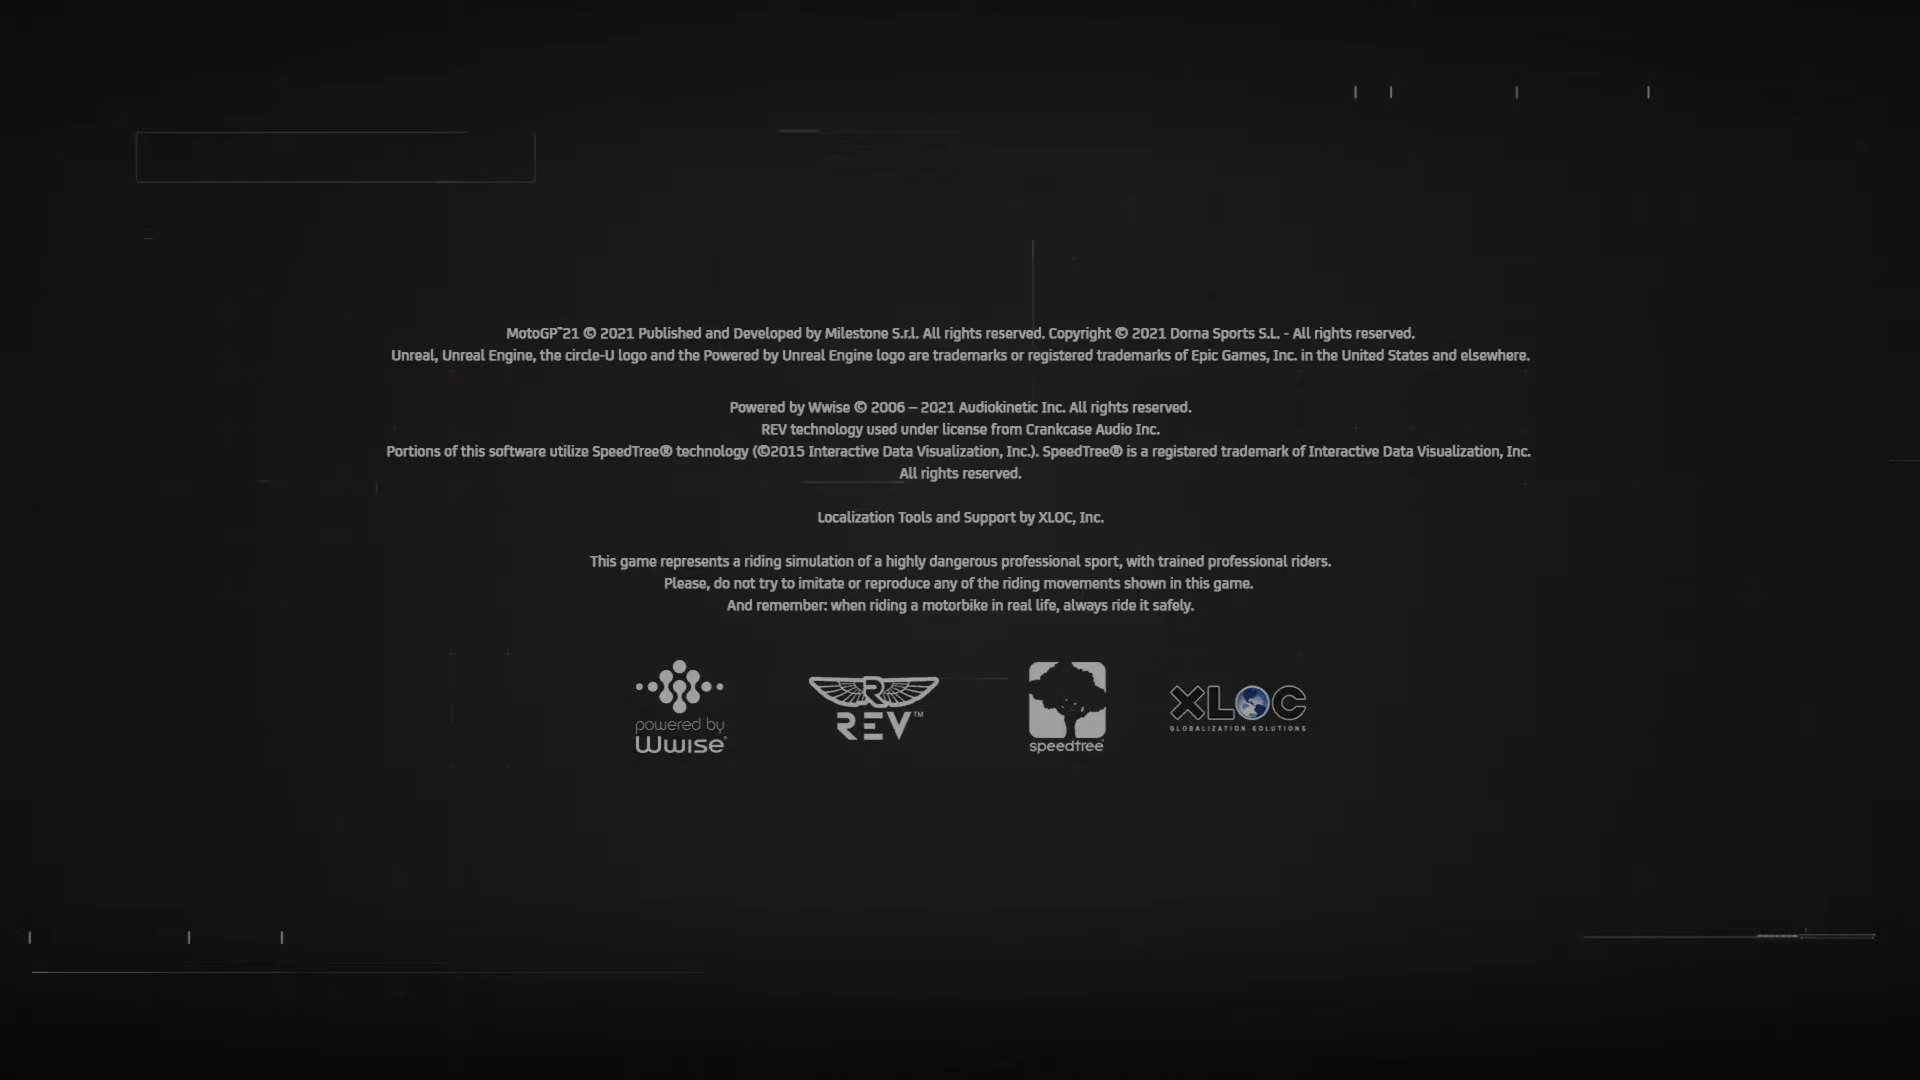 MotoGP™21 © 2021 Published and Developed by Milestone S.r.l. All rights reserved. Copyright © 2021 Dorna Sports S.L. - All rights reserved.
Unreal, Unreal Engine, the circle-U logo and the Powered by Unreal Engine logo are trademarks or registered trademarks of Epic Games, Inc. in the United States and elsewhere.
Powered by Wwise © 2006 – 2021 Audiokinetic Inc. All rights reserved.
REV technology used under license from Crankcase Audio Inc.
Portions of this software utilize SpeedTree® technology (©2015 Interactive Data Visualization, Inc.). SpeedTree® is a registered trademark of Interactive Data Visualization, Inc.
All rights reserved.
Localization Tools and Support by XLOC, Inc.
This game represents a riding simulation of a highly dangerous professional sport, with trained professional riders.
Please, do not try to imitate or reproduce any of the riding movements shown in this game.
And remember: when riding a motorbike in real life, always ride it safely.
powered by
Wwise
R
REV™
speedtree
XLOC
GLOBALIZATION SOLUTIONS